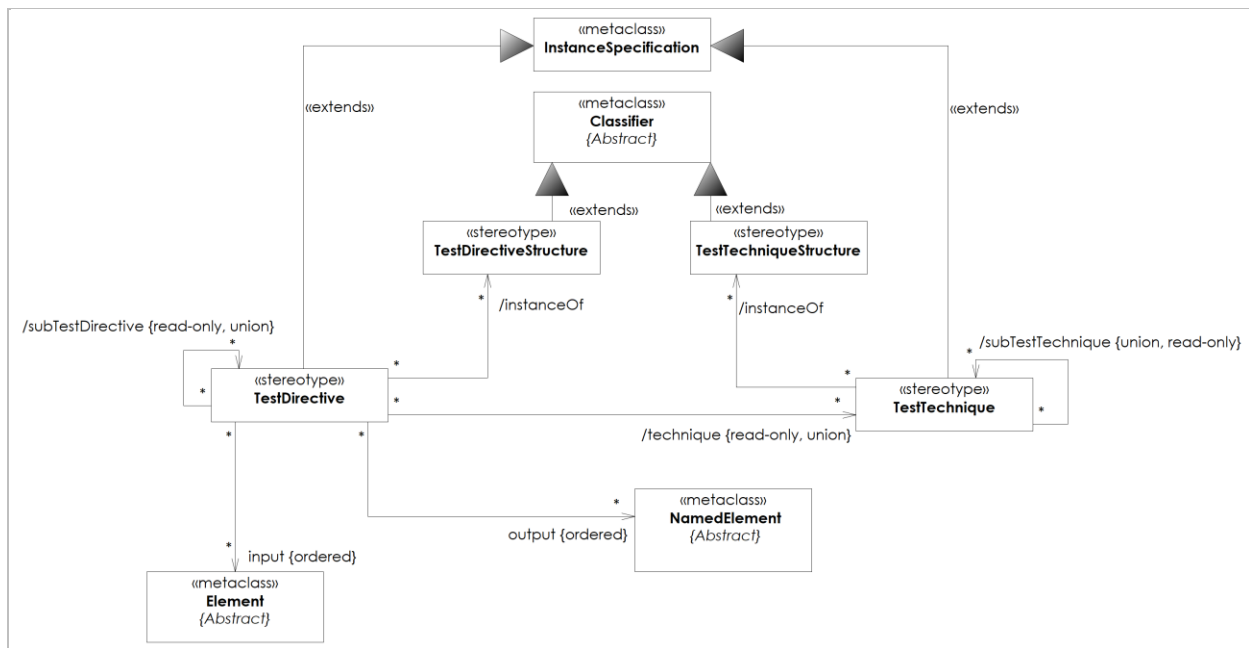 «metaclass»
InstanceSpecification
«extends»
«extends»
«metaclass»
Classifier
{Abstract}
«extends»
«extends»
«stereotype»
TestDirectiveStructure
«stereotype»
TestTechniqueStructure
*
/instanceOf
*
/instanceOf
/subTestDirective {read-only, union}
*
/subTestTechnique {union, read-only}
*
*
«stereotype»
TestDirective
*
*
*
*
«stereotype»
TestTechnique
*
/technique {read-only, union}
*
*
*
output {ordered}
«metaclass»
NamedElement
{Abstract}
*
input {ordered}
«metaclass»
Element
{Abstract}